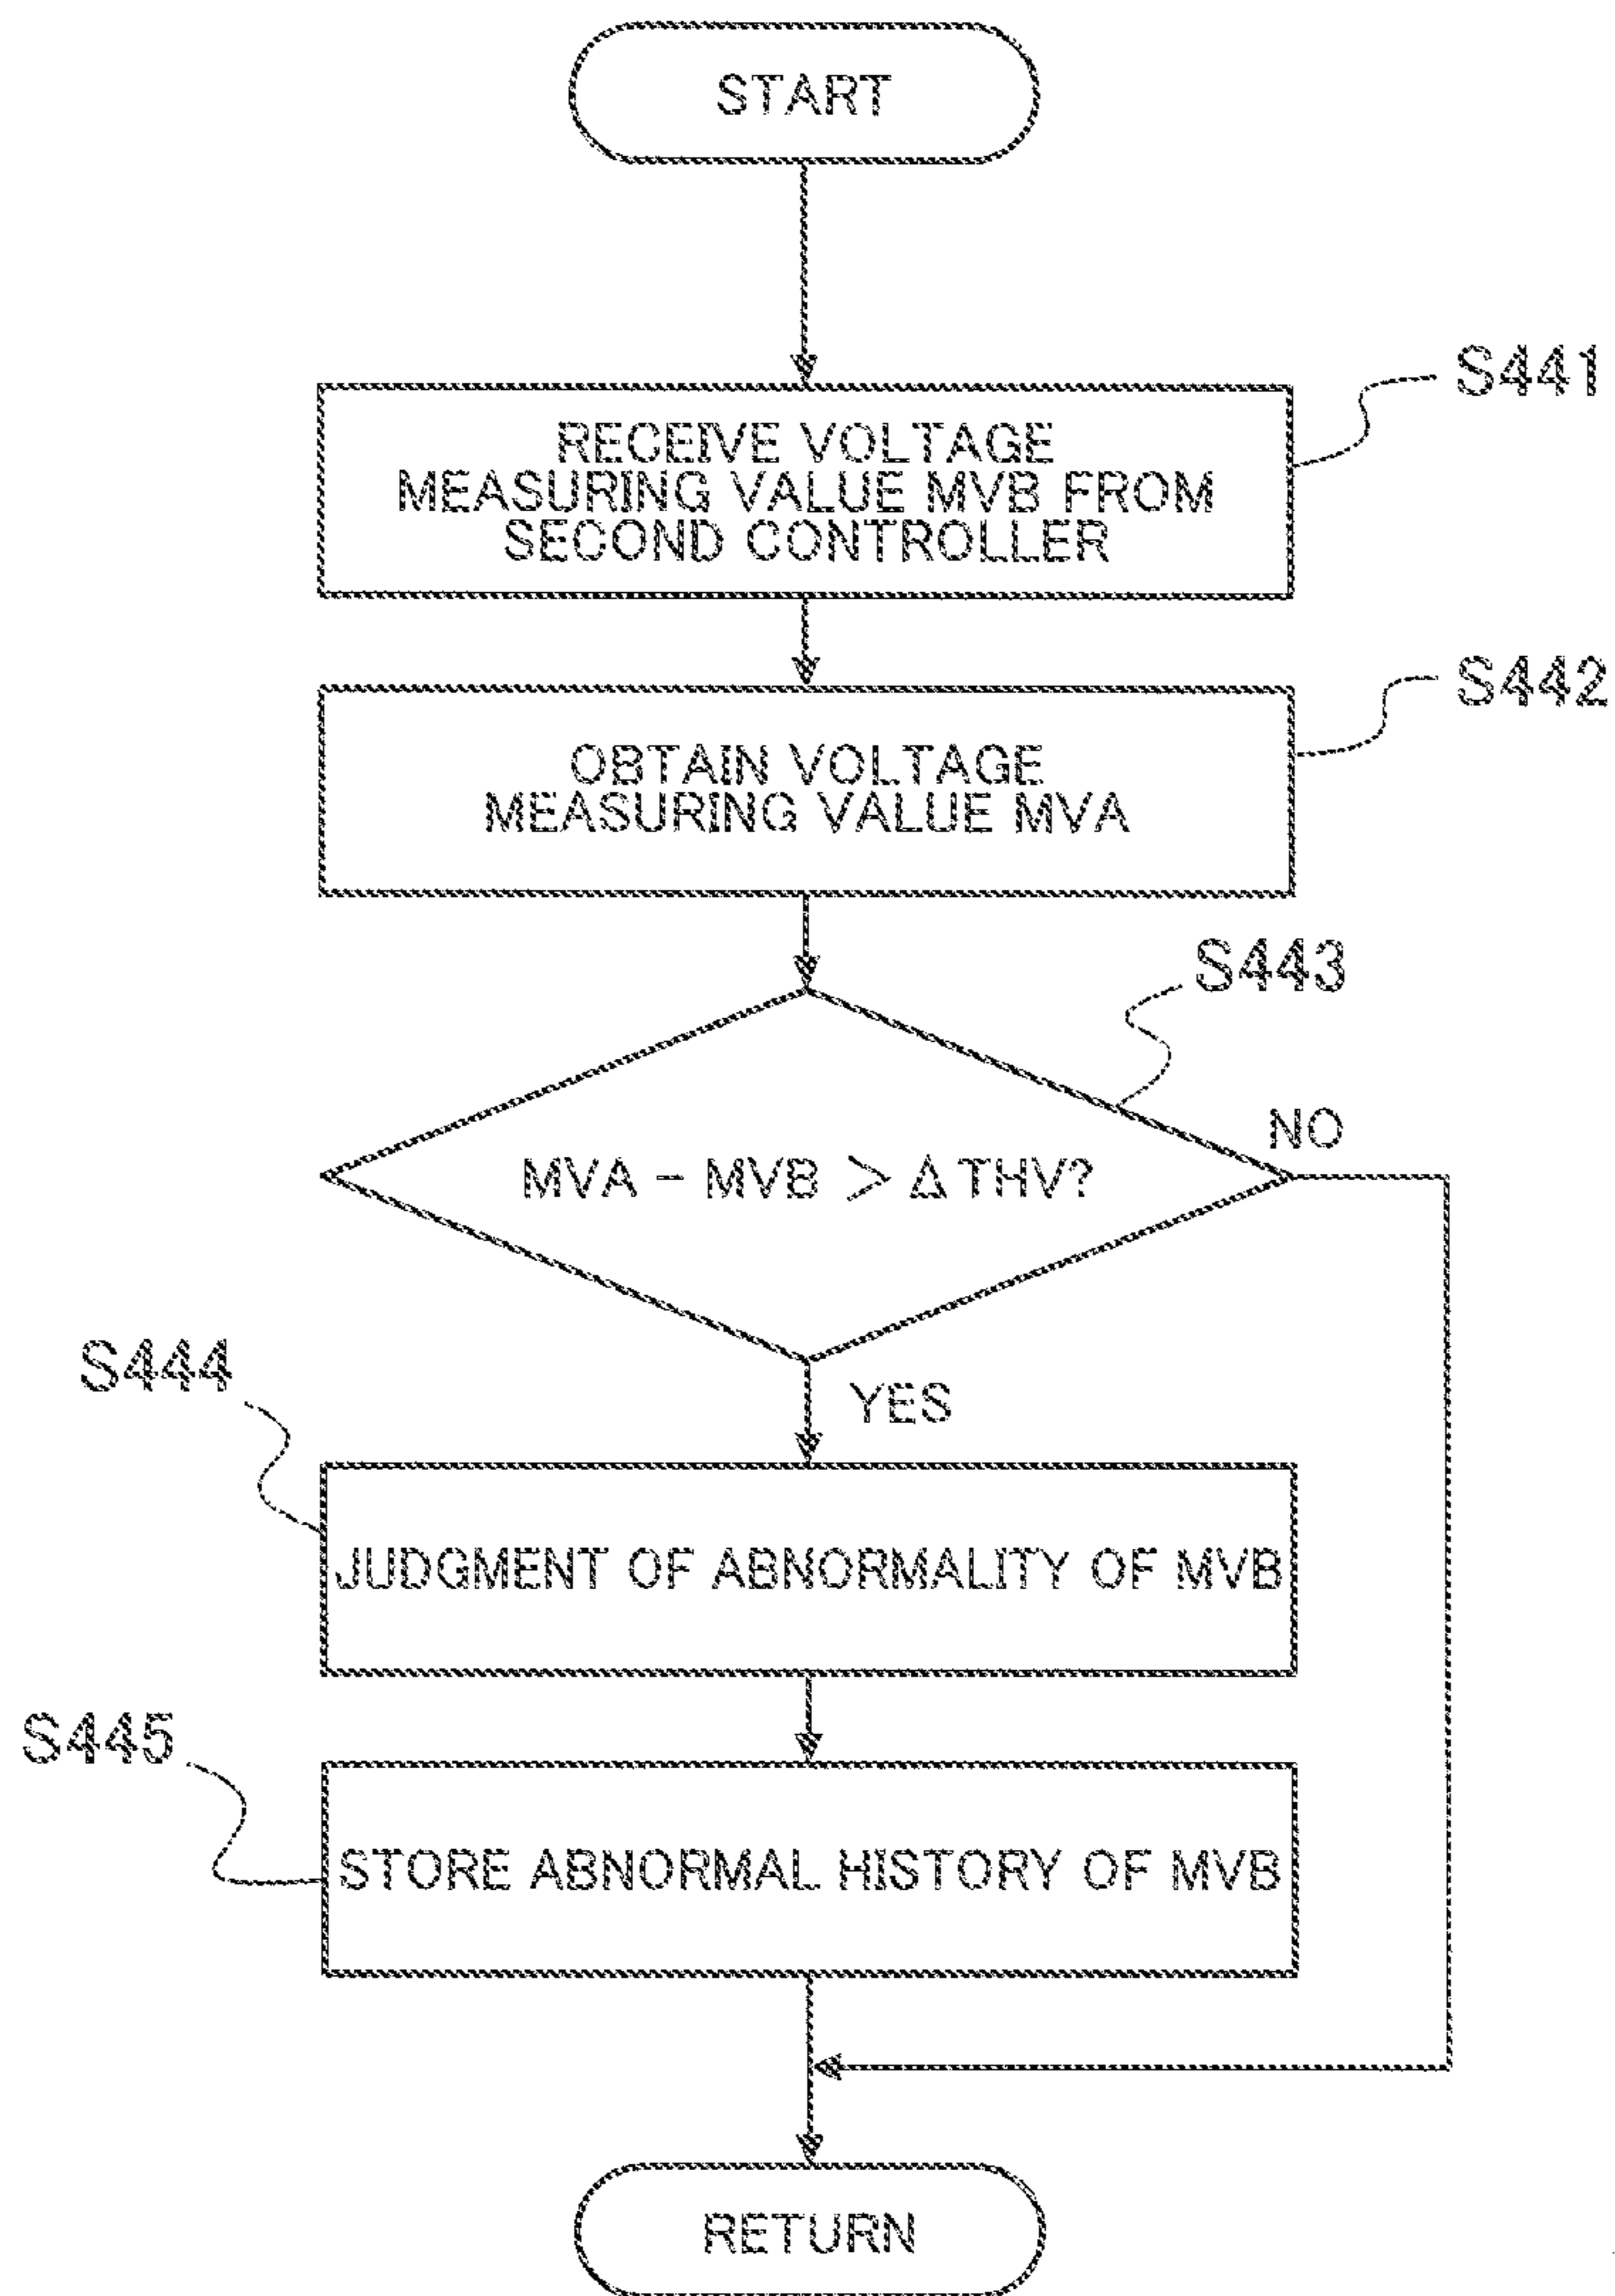 START
S441
RECEIVE VOLTAGE
MEASURING VALUE MVB FROM
SECOND CONTROLLER
S442
OBTAIN VOLTAGE
MEASURING VALUE MVA
S443
NO
MVA - MVB > Δ THV?
S444
YES
JUDGMENT OF ABNORMALITY OF MVB
S445
STORE ABNORMAL HISTORY OF MVB
RETURN